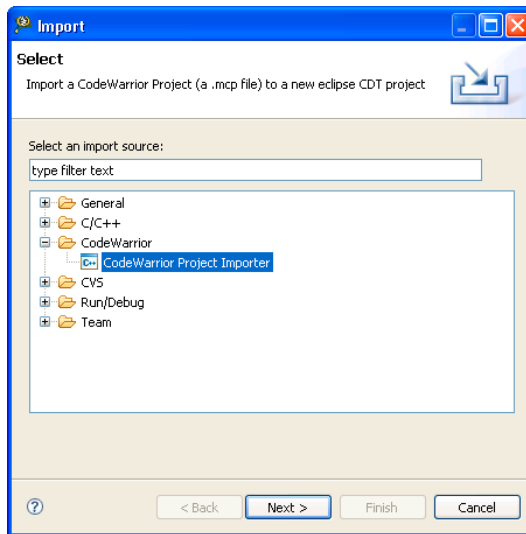 Import
Select
Import a CodeWarrior Project (a .mcp file) to a new eclipse CDT project
Select an import source:
type filter text
General
C/C++
CodeWarrior
C++ CodeWarrior Project Importer
CVS
Run/Debug
Team
? < Back Next > Finish Cancel